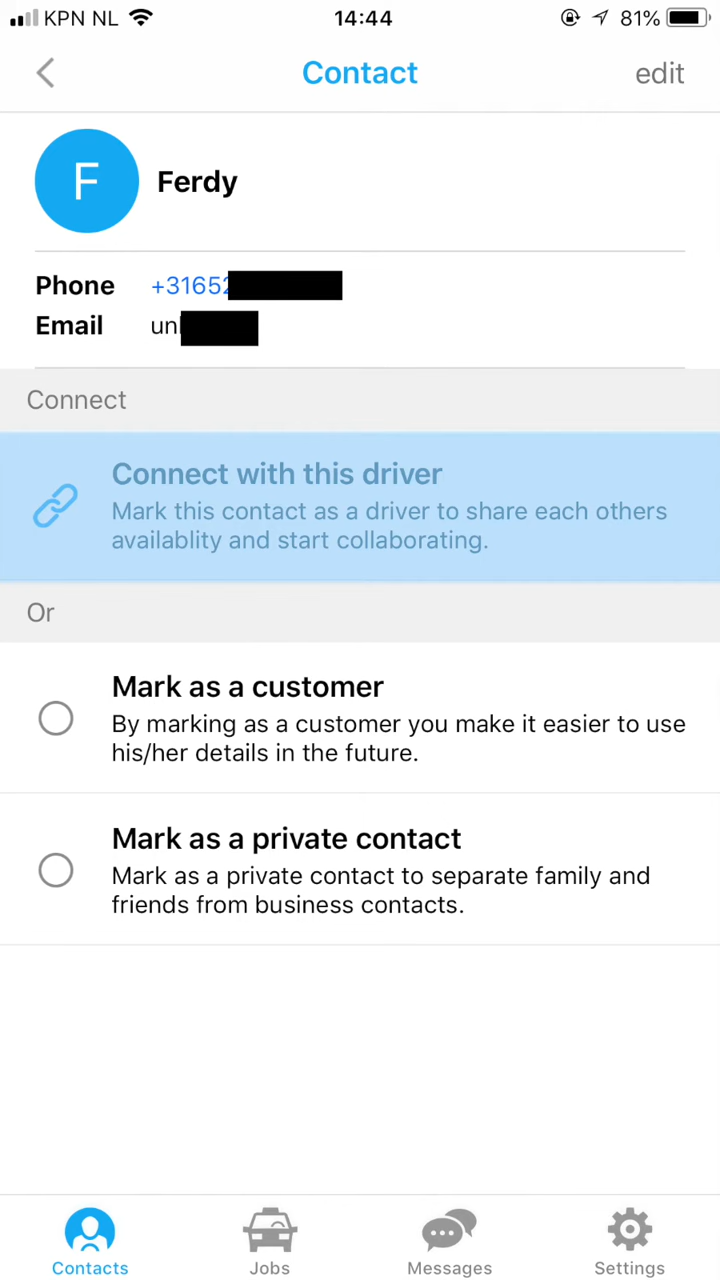 KPN NL 14:44 81%
Contact edit
F Ferdy
Phone +3165
Email un
Connect
Connect with this driver
Mark this contact as a driver to share each others
availablity and start collaborating.
Or
Mark as a customer
By marking as a customer you make it easier to use
his/her details in the future.
Mark as a private contact
Mark as a private contact to separate family and
friends from business contacts.
Contacts Jobs Messages Settings